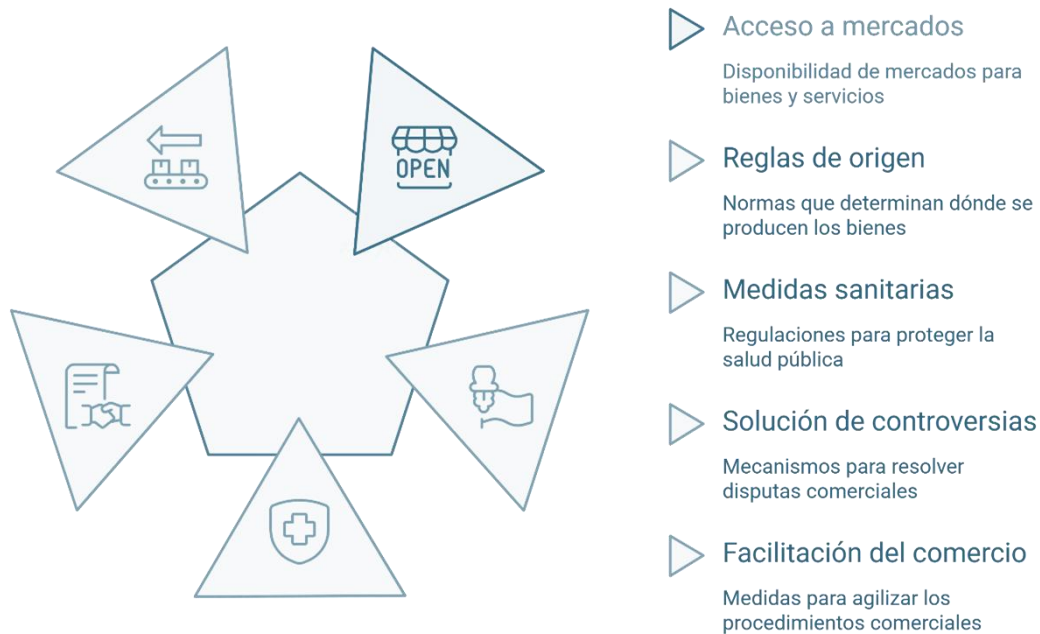 OPEN
Acceso a mercados
Disponibilidad de mercados para
bienes y servicios
Reglas de origen
Normas que determinan dónde se
producen los bienes
Medidas sanitarias
Regulaciones para proteger la
salud pública
Solución de controversias
Mecanismos para resolver
disputas comerciales
Facilitación del comercio
Medidas para agilizar los
procedimientos comerciales